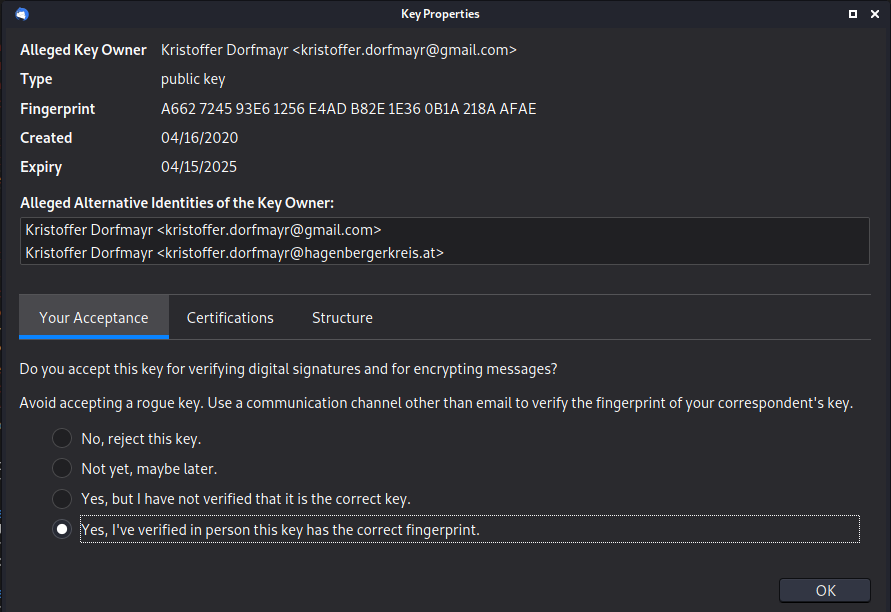 Key Properties
Alleged Key Owner Kristoffer Dorfmayr <kristoffer.dorfmayr@gmail.com>
Type public key
Fingerprint A662 7245 93E6 1256 E4AD B82E 1E36 0B1A 218A AFAE
Created 04/16/2020
Expiry 04/15/2025
Alleged Alternative Identities of the Key Owner:
Kristoffer Dorfmayr <kristoffer.dorfmayr@gmail.com>
Kristoffer Dorfmayr <kristoffer.dorfmayr@hagenbergerkreis.at>
Your Acceptance Certifications Structure
Do you accept this key for verifying digital signatures and for encrypting messages?
Avoid accepting a rogue key. Use a communication channel other than email to verify the fingerprint of your correspondent's key.
No, reject this key.
Not yet, maybe later.
Yes, but I have not verified that it is the correct key.
Yes, I've verified in person this key has the correct fingerprint.
OK